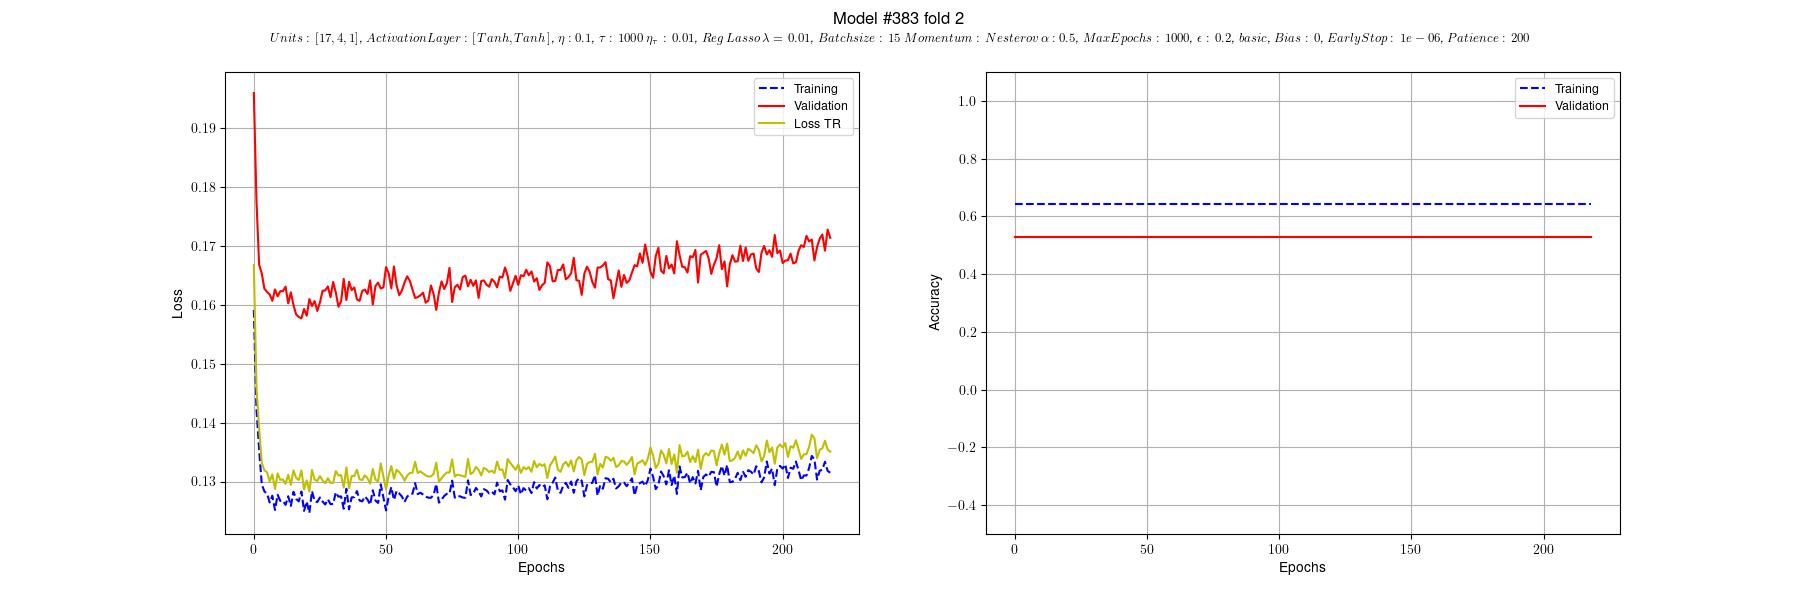 Model #383 fold 2
Units : [17, 4, 1], ActivationLayer : [Tanh, Tanh], η : 0.1, τ : 1000 ητ : 0.01, Reg Lasso λ = 0.01, Batchsize : 15 Momentum : Nesterov α : 0.5, MaxEpochs : 1000, ϵ : 0.2, basic, Bias : 0, EarlyStop : 1e − 06, Patience : 200
Training
Validation
Loss TR
0.19
0.18
0.17
0.16
0.15
0.14
0.13
Loss
0
50
100
150
200
Epochs
Training
Validation
1.0
0.8
0.6
0.4
0.2
0.0
−0.2
−0.4
Accuracy
0
50
100
150
200
Epochs